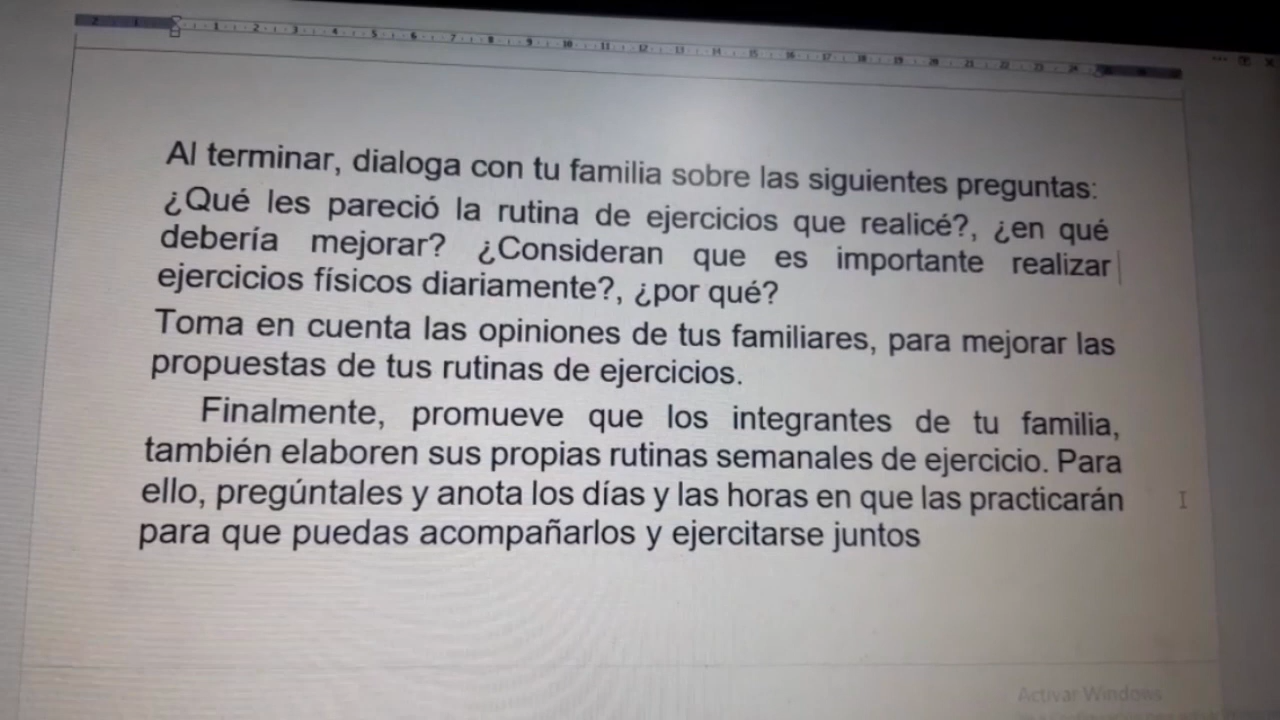 Al terminar, dialoga con tu familia sobre las siguientes preguntas:
¿Qué les pareció la rutina de ejercicios que realicé?, ¿en qué
debería mejorar? ¿Consideran que es importante realizar
ejercicios físicos diariamente?, ¿por qué?
Toma en cuenta las opiniones de tus familiares, para mejorar las
propuestas de tus rutinas de ejercicios.
Finalmente, promueve que los integrantes de tu familia,
también elaboren sus propias rutinas semanales de ejercicio. Para
ello, pregúntales y anota los días y las horas en que las practicarán
para que puedas acompañarlos y ejercitarse juntos
Activar Windows